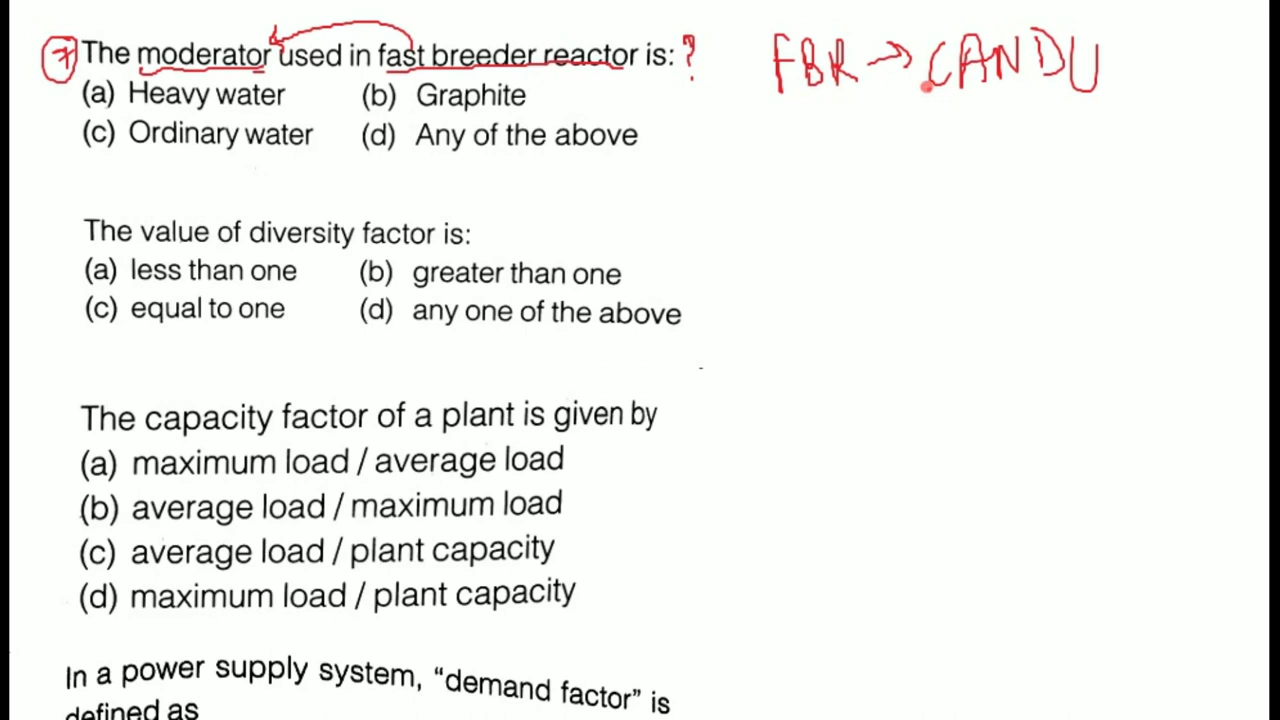 7 The moderator used in fast breeder reactor is: ? FBR → CANDU
(a) Heavy water (b) Graphite
(c) Ordinary water (d) Any of the above
The value of diversity factor is:
(a) less than one (b) greater than one
(c) equal to one (d) any one of the above
The capacity factor of a plant is given by
(a) maximum load / average load
(b) average load / maximum load
(c) average load / plant capacity
(d) maximum load / plant capacity
In a power supply system, “demand factor” is
defined as